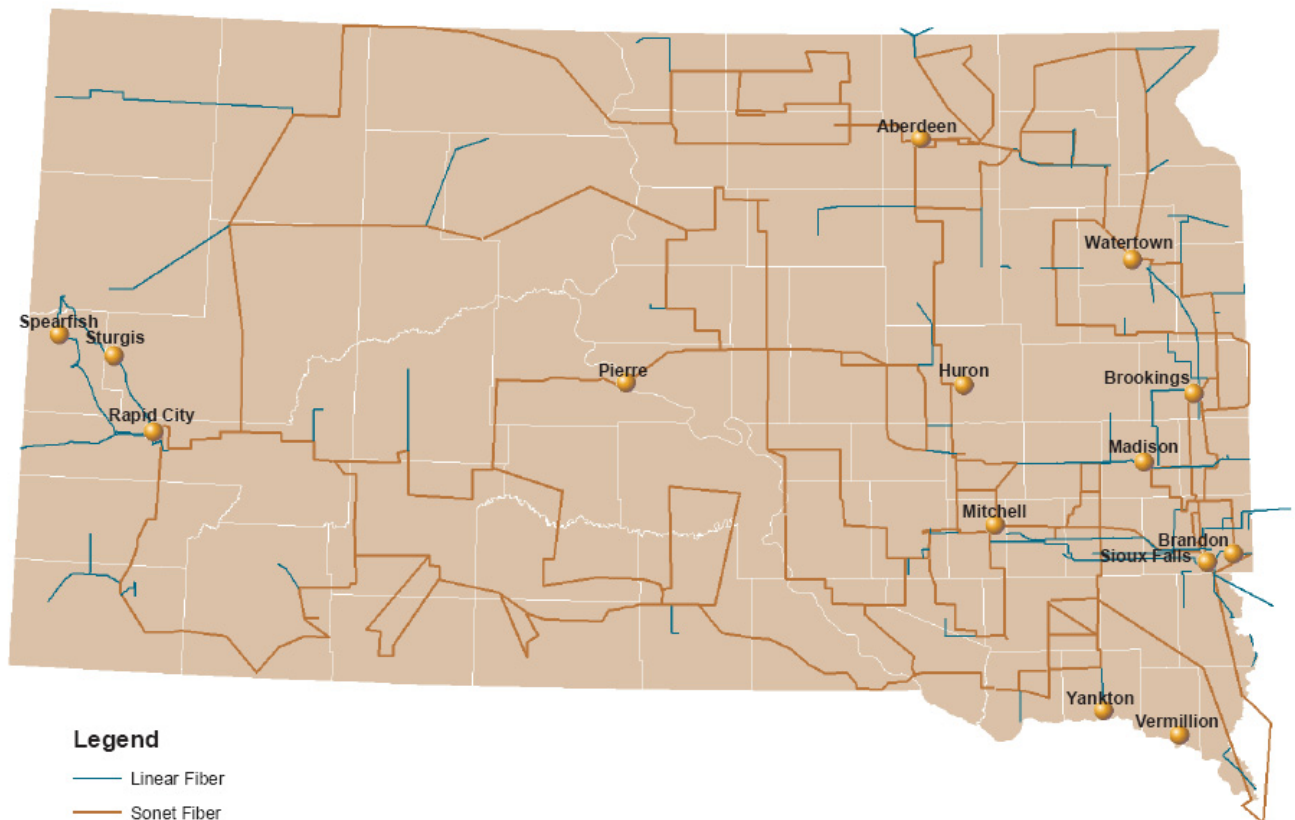 Aberdeen
Watertown
Spearfish
Sturgis
Pierre
Huron
Brookings
Rapid City
Madison
Mitchell
Brandon
Sioux Falls
Yankton
Vermillion
Legend
Linear Fiber
Sonet Fiber